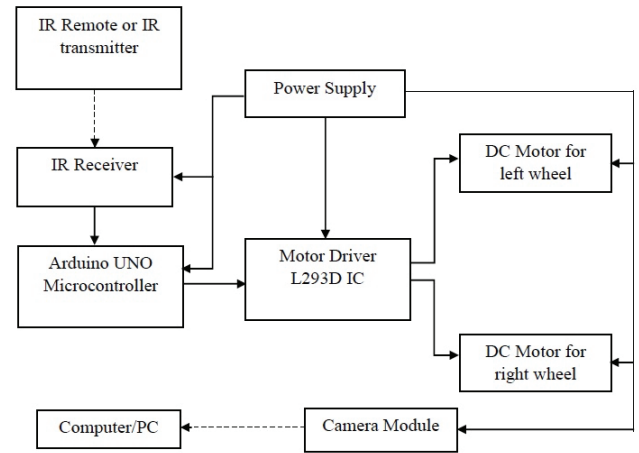 IR Remote or IR
transmitter
Power Supply
IR Receiver
DC Motor for
left wheel
Arduino UNO
Microcontroller
Motor Driver
L293D IC
DC Motor for
right wheel
Computer/PC
Camera Module